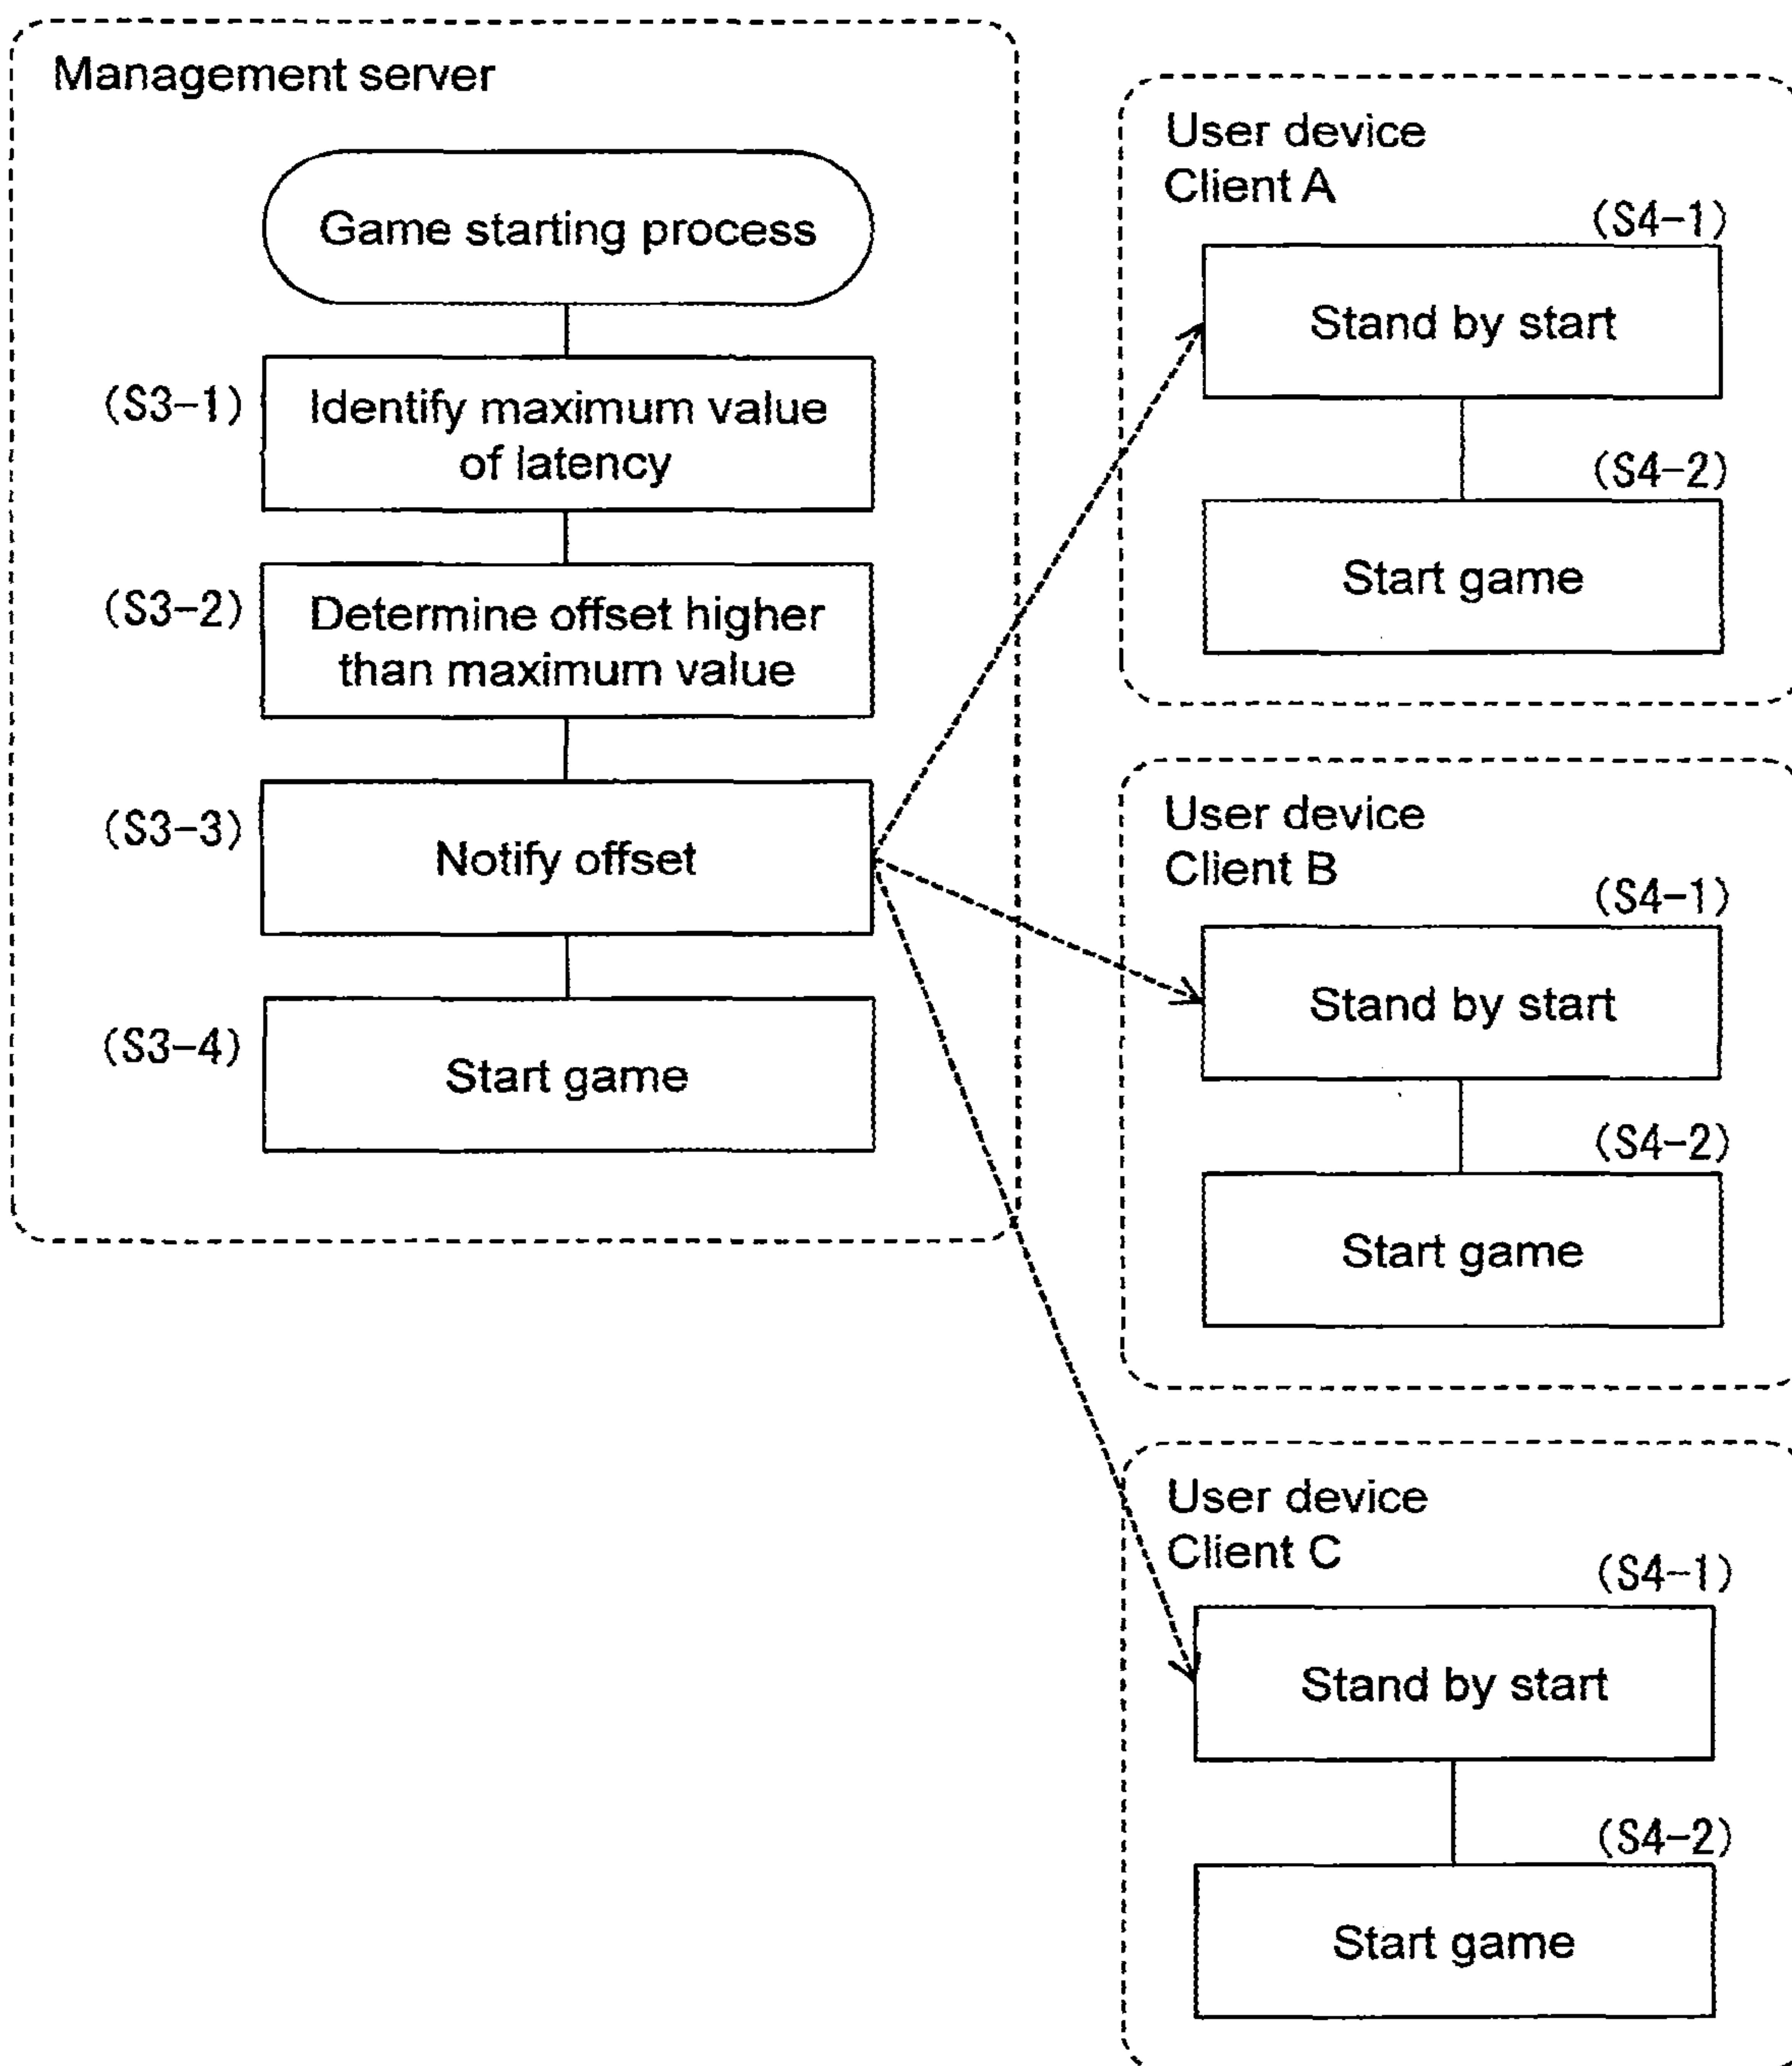 Management server
Game starting process
(S3-1)
Identify maximum value
of latency
(S3-2)
Determine offset higher
than maximum value
(S3-3)
Notify offset
(S3-4)
Start game
User device
Client A
(S4-1)
Stand by start
(S4-2)
Start game
User device
Client B
(S4-1)
Stand by start
(S4-2)
Start game
User device
Client C
(S4-1)
Stand by start
(S4-2)
Start game